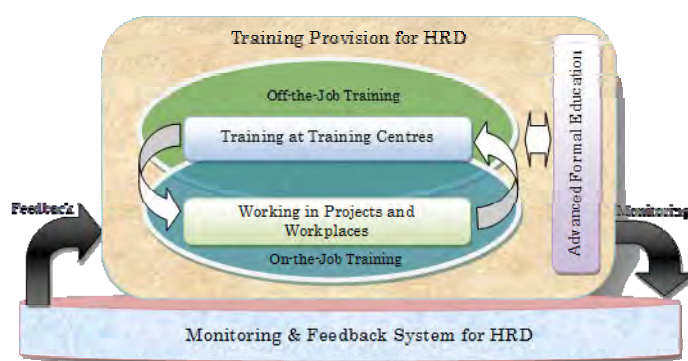 Training Provision for HRD
Off-the-Job Training
Training at Training Centres
Working in Projects and
Workplaces
On-the-Job Training
Advanced Formal Education
Feedback
Monitoring
Monitoring & Feedback System for HRD